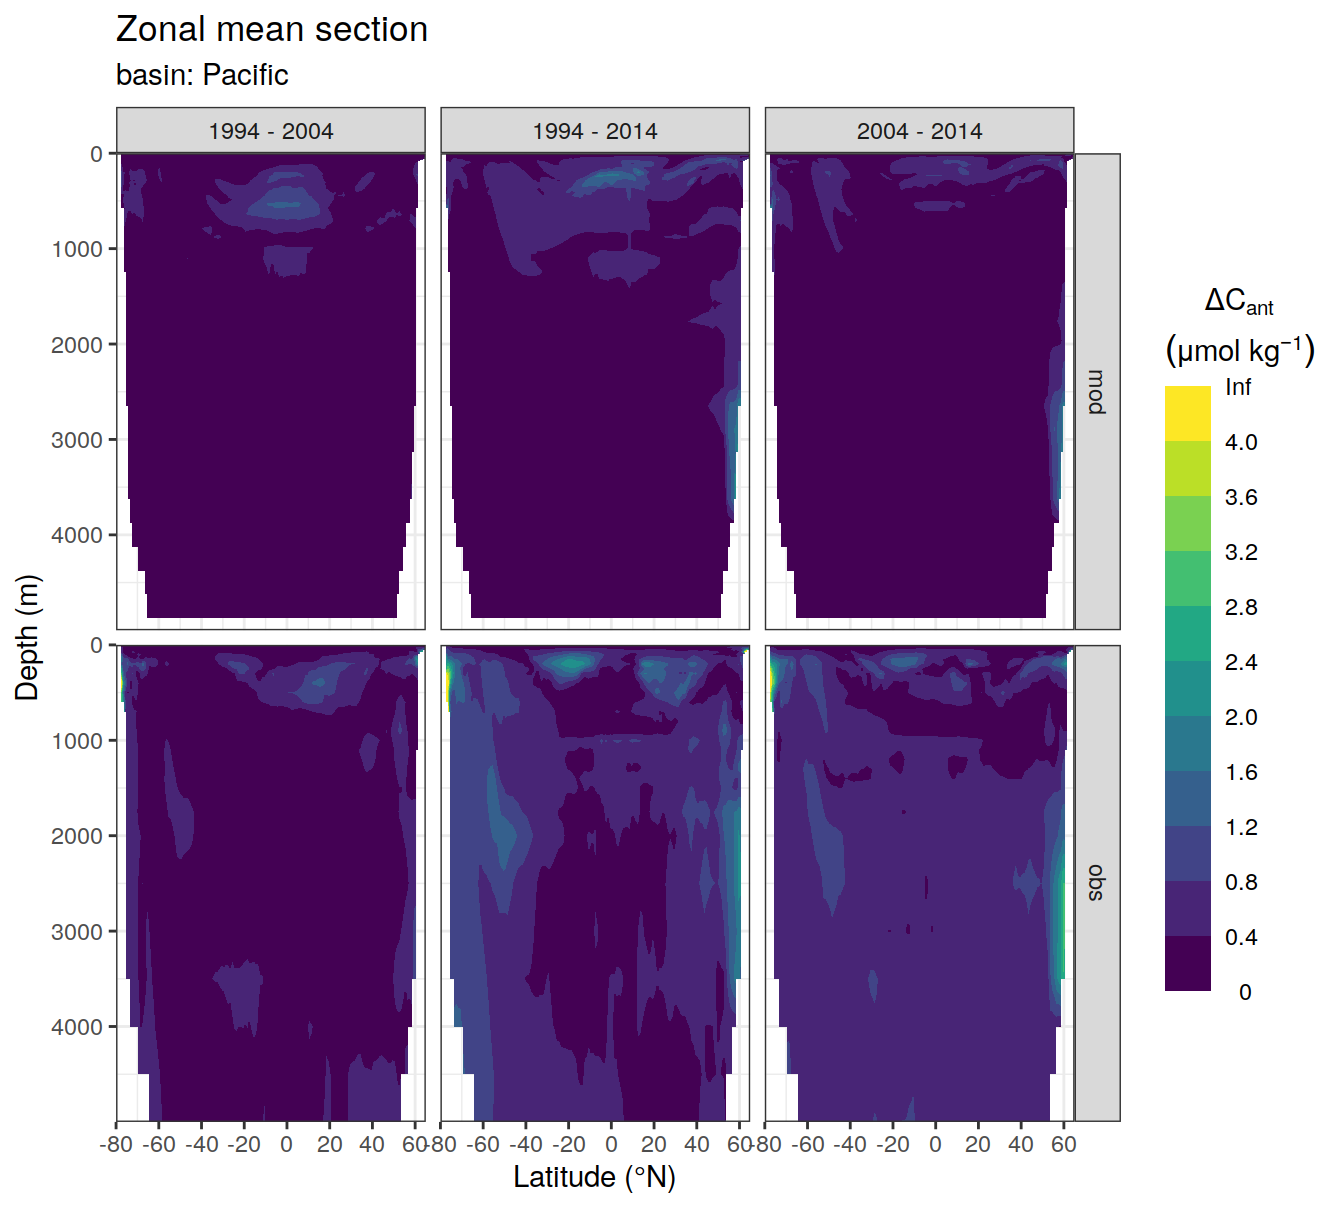 Zonal mean section
basin: Pacific
1994 - 2004
1994 - 2014
2004 - 2014
0
1000
2000
3000
4000
mod
0
1000
2000
3000
4000
obs
Depth (m)
-80 -60 -40 -20 0 20 40 60
-80 -60 -40 -20 0 20 40 60
-80 -60 -40 -20 0 20 40 60
Latitude (°N)
ΔCant
(μmol kg⁻¹)
Inf
4.0
3.6
3.2
2.8
2.4
2.0
1.6
1.2
0.8
0.4
0